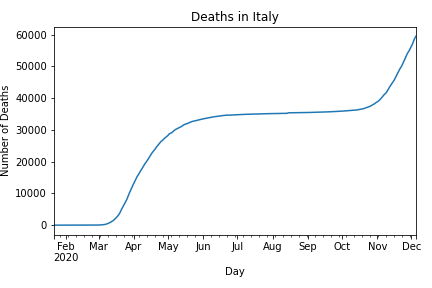 Deaths in Italy
Number of Deaths
60000
50000
40000
30000
20000
10000
0
Feb Mar Apr May Jun Jul Aug Sep Oct Nov Dec
2020
Day